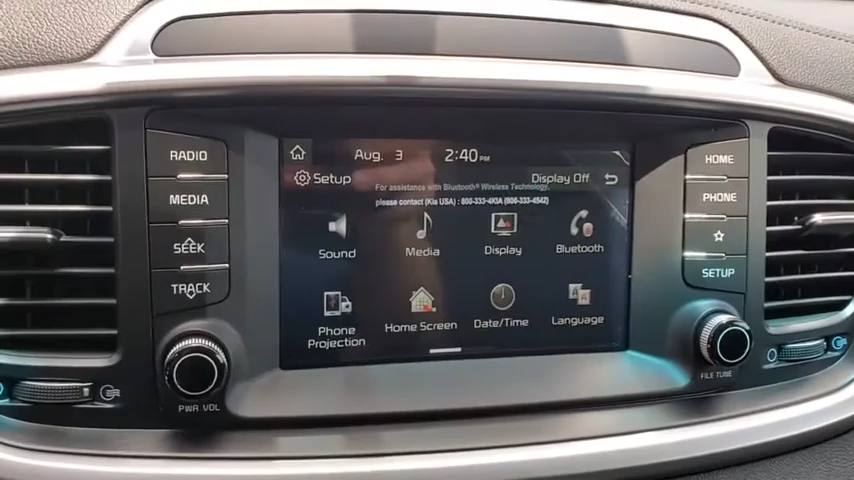 RADIO
MEDIA
SEEK
TRACK
PWR VOL
Aug. 3 2:40 PM
Setup Display Off
For assistance with BLUETOOTH® WIRELESS TECHNOLOGY,
please contact (Kia USA) : 800-333-4KIA (800-333-4542)
Sound Media Display Bluetooth
Phone
Projection
Home Screen Date/Time Language
HOME
PHONE
SETUP
FILE TUNE